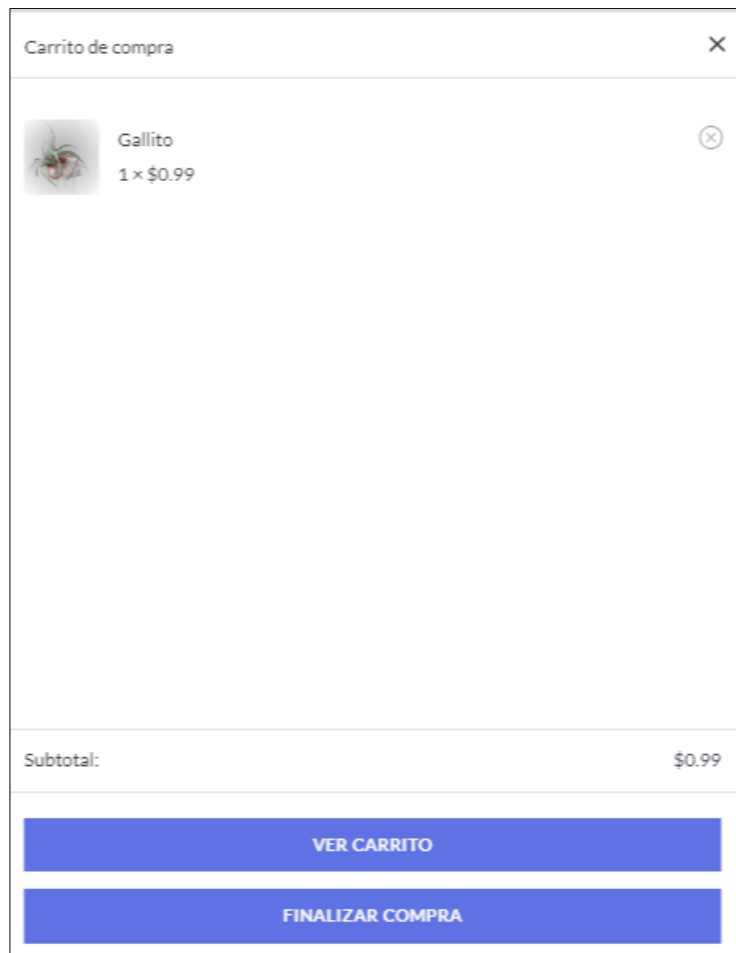 Carrito de compra
Gallito
1 × $0.99
Subtotal: $0.99
VER CARRITO
FINALIZAR COMPRA